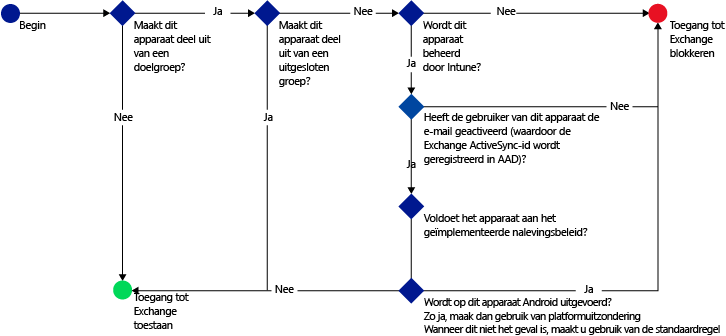 Begin
Maakt dit
apparaat deel uit
van een
doelgroep?
Ja
Maakt dit
apparaat deel
uit van een
uitgesloten
groep?
Nee
Wordt dit
apparaat
beheerd
door Intune?
Nee
Toegang tot
Exchange
blokkeren
Ja
Nee
Ja
Heeft de gebruiker van dit apparaat de
e-mail geactiveerd (waardoor de
Exchange ActiveSync-id wordt
geregistreerd in AAD)?
Nee
Ja
Voldoet het apparaat aan het
geïmplementeerde nalevingsbeleid?
Toegang tot
Exchange
toestaan
Nee
Ja
Wordt op dit apparaat Android uitgevoerd?
Zo ja, maak dan gebruik van platformuitzondering
Wanneer dit niet het geval is, maakt u gebruik van de standaardregel